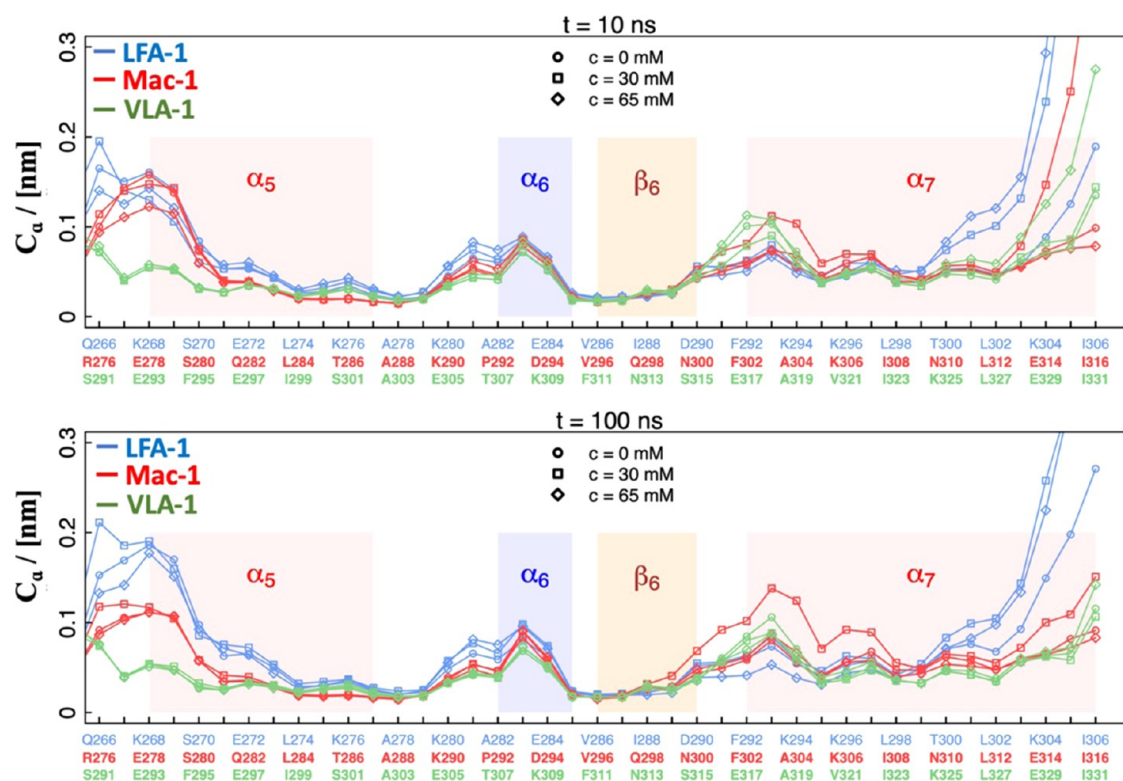 t = 10 ns
0.3
LFA-1
Mac-1
VLA-1
c = 0 mM
c = 30 mM
c = 65 mM
0.2
0.1
0
Cα / [nm]
α5
α6
β6
α7
Q266 K268 S270 E272 L274 K276 A278 K280 A282 E284 V286 I288 D290 F292 K294 K296 L298 T300 L302 K304 I306
R276 E278 S280 Q282 L284 T286 A288 K290 P292 D294 V296 Q298 N300 F302 A304 K306 I308 N310 L312 E314 I316
S291 E293 F295 E297 I299 S301 A303 E305 T307 K309 F311 N313 S315 E317 A319 V321 I323 K325 L327 E329 I331
t = 100 ns
0.3
LFA-1
Mac-1
VLA-1
c = 0 mM
c = 30 mM
c = 65 mM
0.2
0.1
0
Cα / [nm]
α5
α6
β6
α7
Q266 K268 S270 E272 L274 K276 A278 K280 A282 E284 V286 I288 D290 F292 K294 K296 L298 T300 L302 K304 I306
R276 E278 S280 Q282 L284 T286 A288 K290 P292 D294 V296 Q298 N300 F302 A304 K306 I308 N310 L312 E314 I316
S291 E293 F295 E297 I299 S301 A303 E305 T307 K309 F311 N313 S315 E317 A319 V321 I323 K325 L327 E329 I331